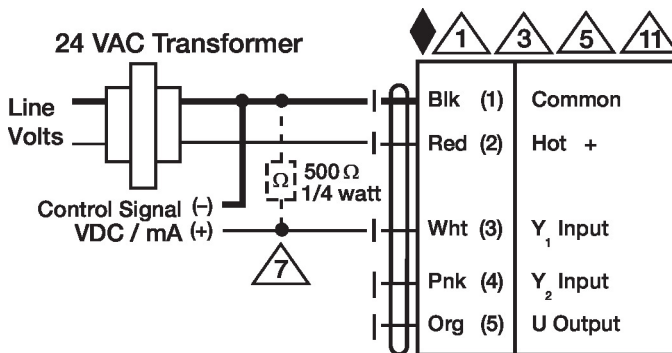 1 3 5 11
24 VAC Transformer
Line
Volts
Blk (1) Common
Red (2) Hot +
Ω 500 Ω
1/4 watt
Control Signal (–)
VDC / mA (+)
Wht (3) Y1 Input
7
Pnk (4) Y2 Input
Org (5) U Output